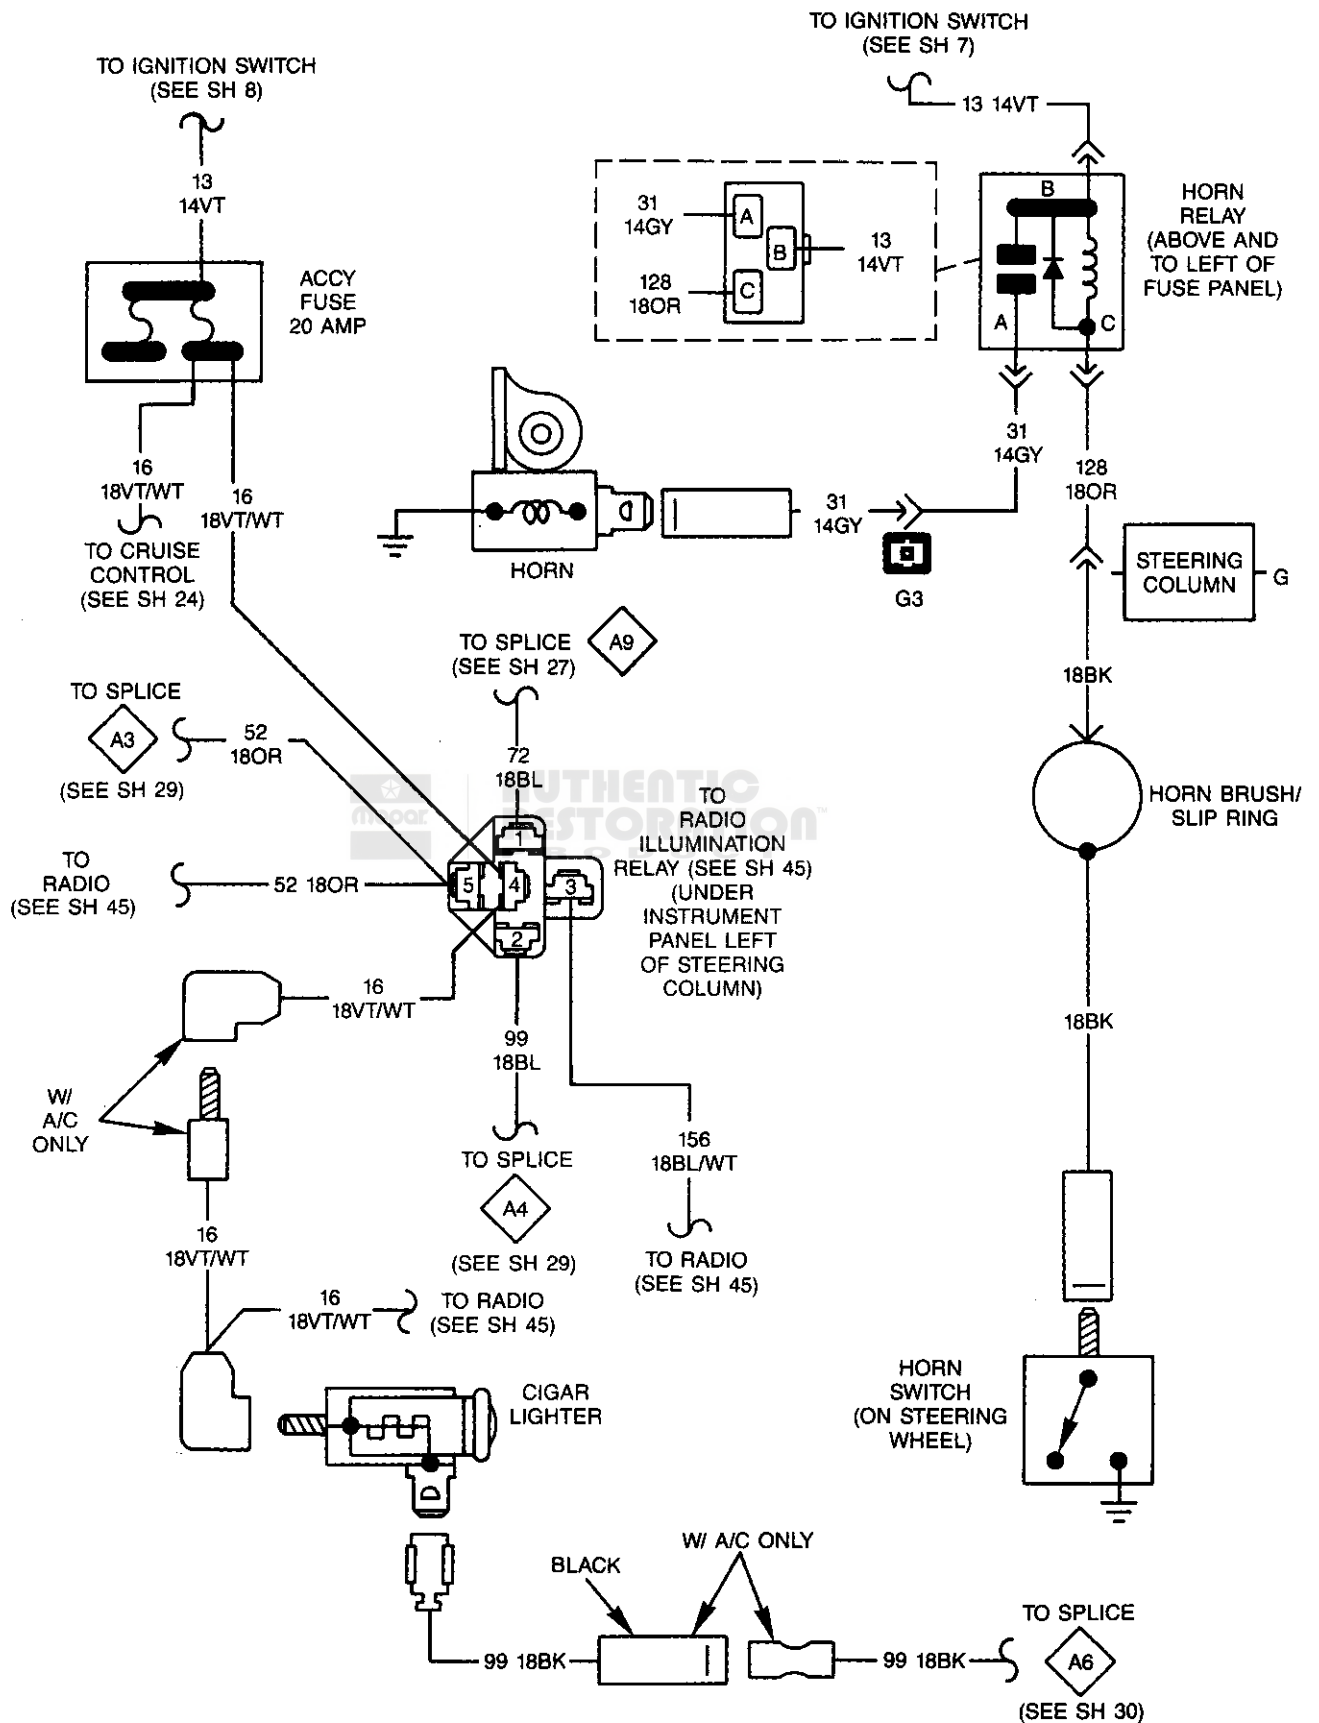 TO IGNITION SWITCH
(SEE SH 7)
13 14VT
TO IGNITION SWITCH
(SEE SH 8)
13
14VT
ACCY
FUSE
20 AMP
31
14GY
A
B
13
14VT
128
18OR
C
B
A
C
HORN
RELAY
(ABOVE AND
TO LEFT OF
FUSE PANEL)
16
18VT/WT
16
18VT/WT
TO CRUISE
CONTROL
(SEE SH 24)
HORN
31
14GY
G3
31
14GY
128
18OR
STEERING
COLUMN
G
18BK
HORN BRUSH/
SLIP RING
TO SPLICE
(SEE SH 27)
A9
TO SPLICE
A3
(SEE SH 29)
52
18OR
72
18BL
Mopar
AUTHENTIC
RESTORATION™
PRODUCT
TO
RADIO
ILLUMINATION
RELAY (SEE SH 45)
(UNDER
INSTRUMENT
PANEL LEFT
OF STEERING
COLUMN)
TO
RADIO
(SEE SH 45)
52 18OR
1
5
4
3
2
16
18VT/WT
99
18BL
W/
A/C
ONLY
TO SPLICE
A4
(SEE SH 29)
156
18BL/WT
TO RADIO
(SEE SH 45)
18BK
16
18VT/WT
16
18VT/WT
TO RADIO
(SEE SH 45)
CIGAR
LIGHTER
HORN
SWITCH
(ON STEERING
WHEEL)
BLACK
W/ A/C ONLY
99 18BK
99 18BK
TO SPLICE
A6
(SEE SH 30)